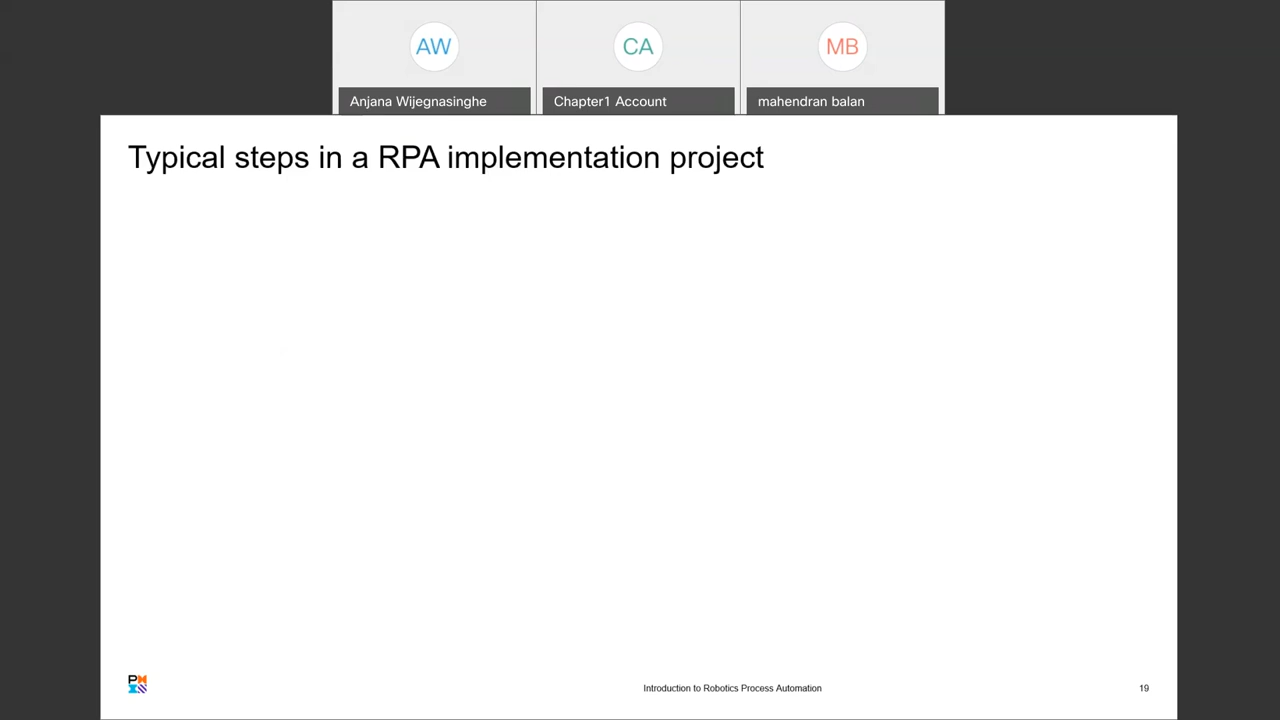 AW
CA
MB
Anjana Wijegnasinghe
Chapter1 Account
mahendran balan
Typical steps in a RPA implementation project
Introduction to Robotics Process Automation
19